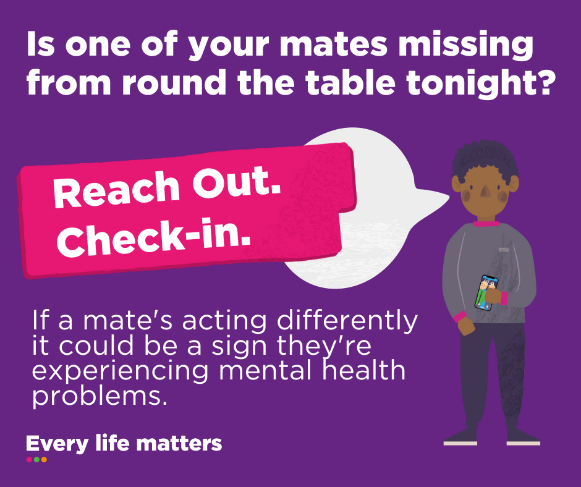 Is one of your mates missing
from round the table tonight?
Reach Out.
Check-in.
If a mate's acting differently
it could be a sign they're
experiencing mental health
problems.
Every life matters